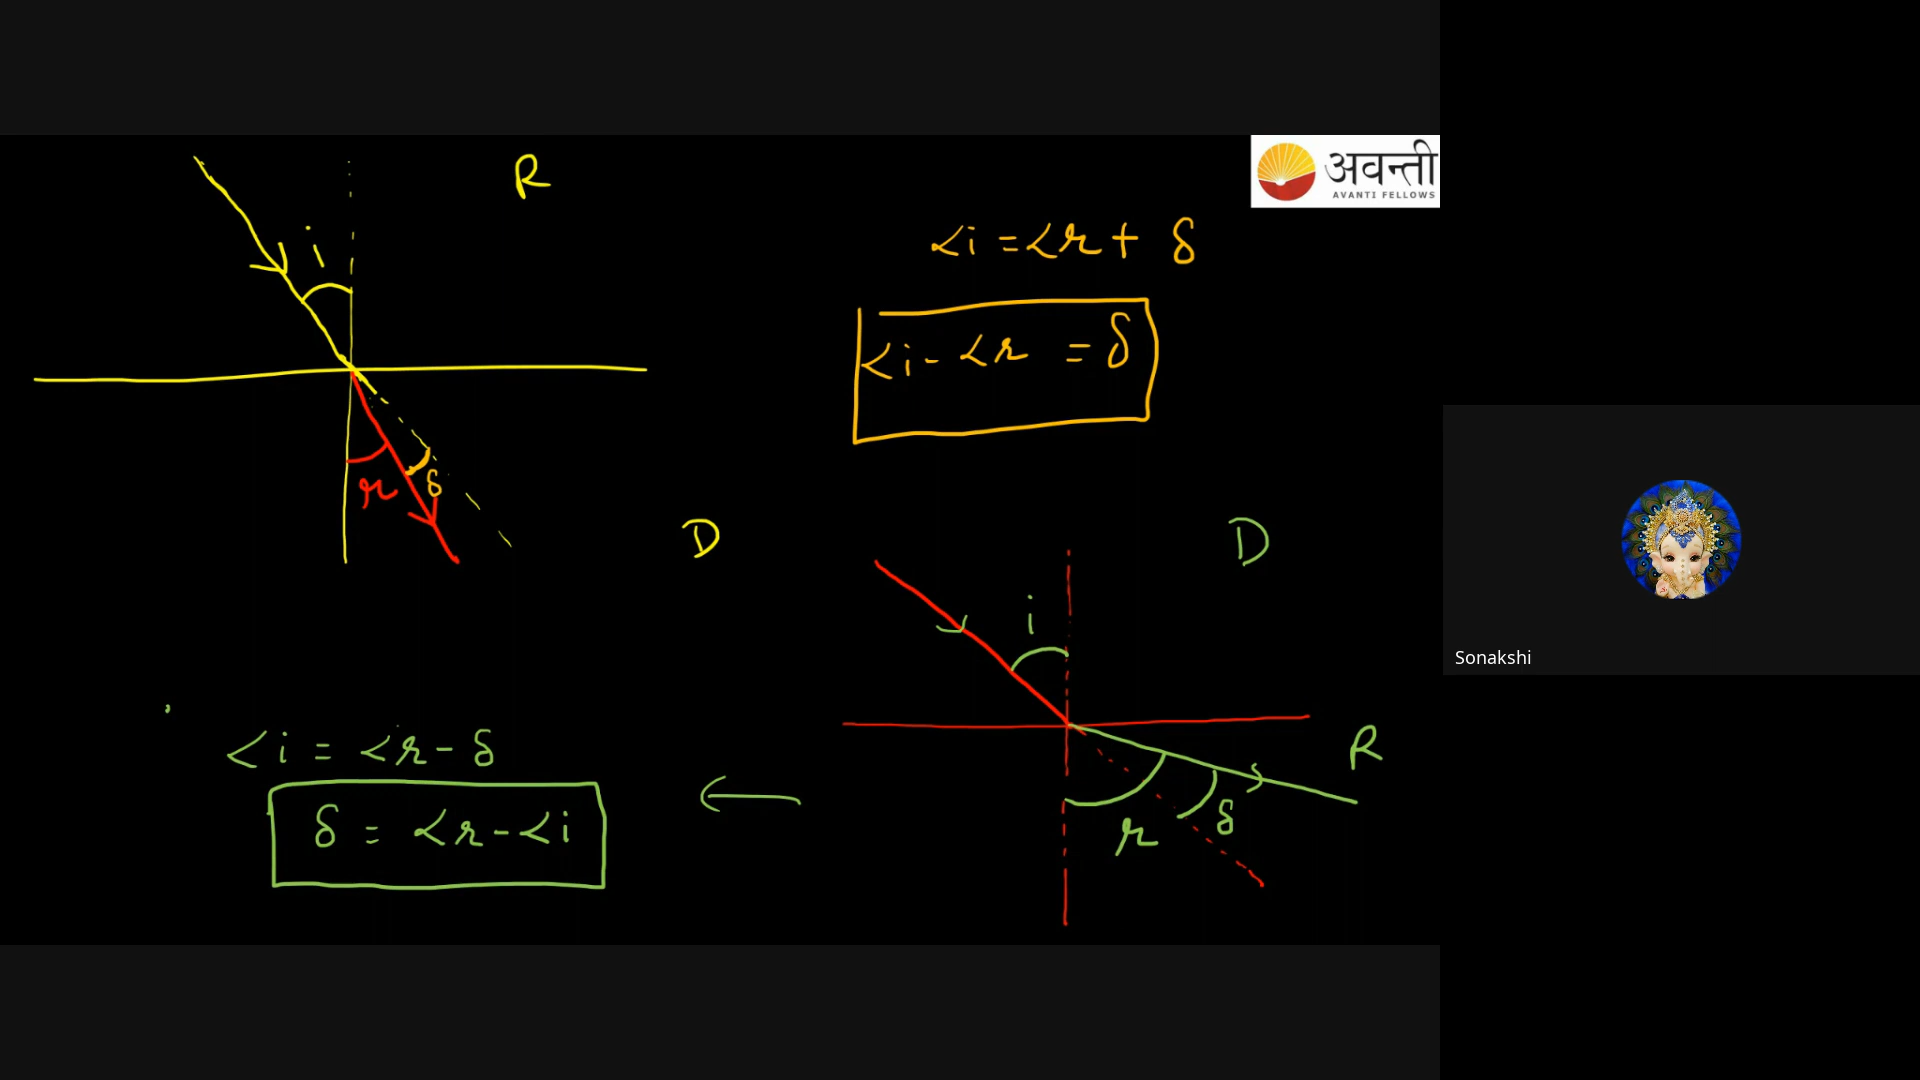 R
i
∠i = ∠r + δ
∠i - ∠r = δ
r
δ
D
अवन्ती
AVANTI FELLOWS
D
i
R
r
δ
∠i = ∠r - δ
δ = ∠r - ∠i
Sonakshi